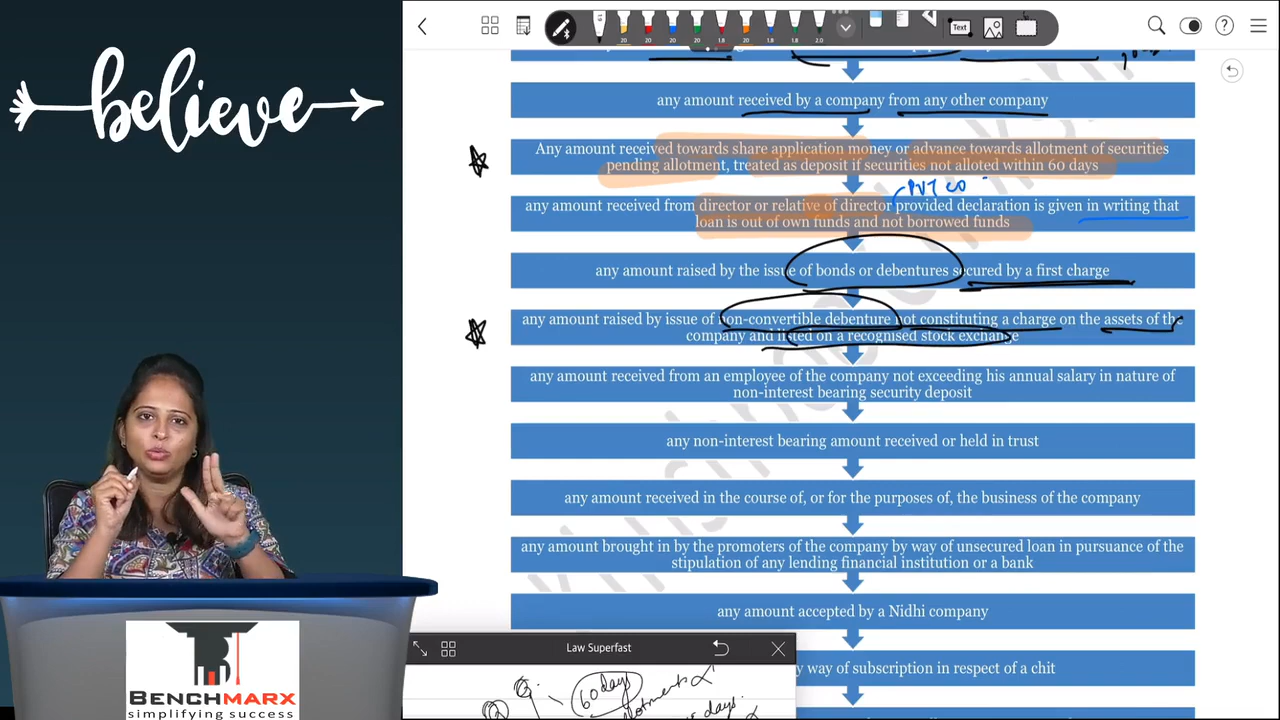 believe
Text
any amount received by a company from any other company
Any amount received towards share application money or advance towards allotment of securities
pending allotment, treated as deposit if securities not alloted within 60 days
PVT CO
any amount received from director or relative of director provided declaration is given in writing that
loan is out of own funds and not borrowed funds
any amount raised by the issue of bonds or debentures secured by a first charge
any amount raised by issue of non-convertible debenture not constituting a charge on the assets of the
company and listed on a recognised stock exchange
any amount received from an employee of the company not exceeding his annual salary in nature of
non-interest bearing security deposit
any non-interest bearing amount received or held in trust
any amount received in the course of, or for the purposes of, the business of the company
any amount brought in by the promoters of the company by way of unsecured loan in pursuance of the
stipulation of any lending financial institution or a bank
any amount accepted by a Nidhi company
way of subscription in respect of a chit
Law Superfast
60 days
days
BENCHMARX
simplifying success